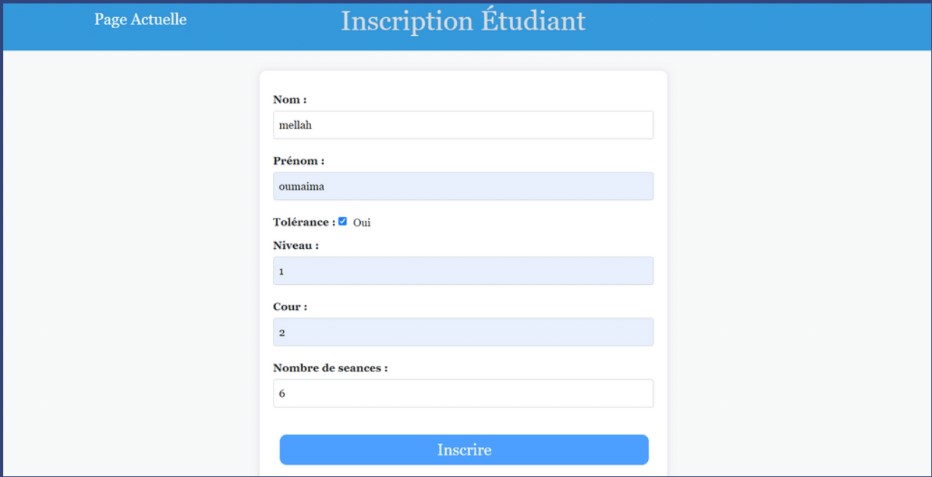 Page Actuelle
Inscription Étudiant
Nom :
mellah
Prénom :
oumaima
Tolérance : Oui
Niveau :
1
Cour :
2
Nombre de seances :
6
Inscrire